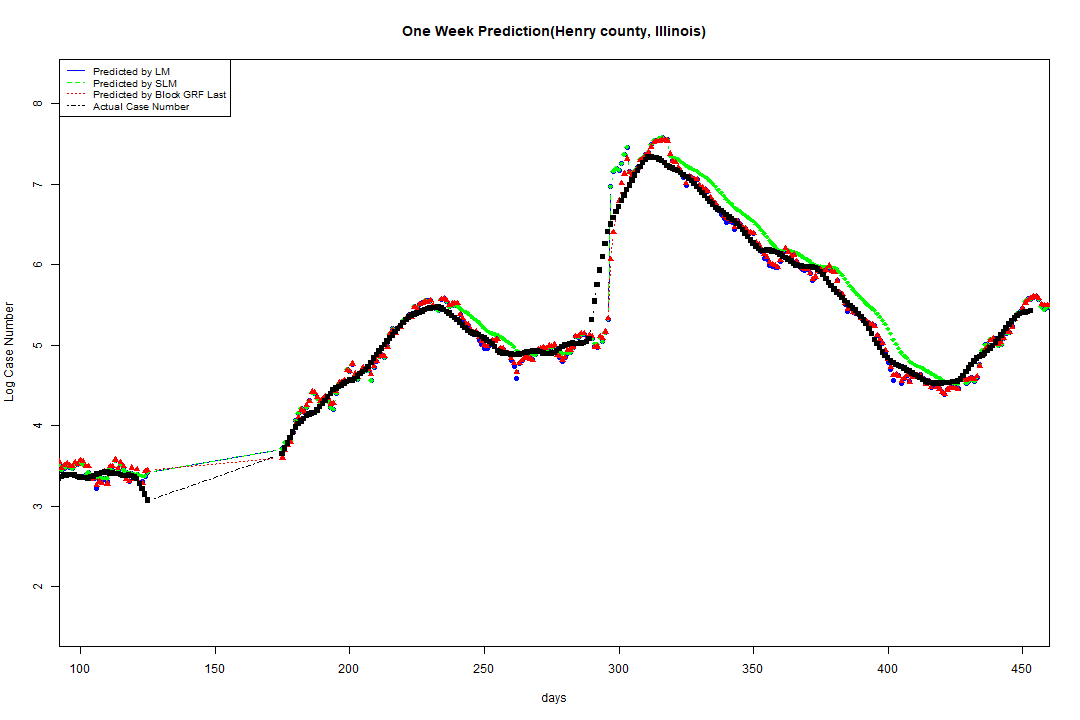 One Week Prediction(Henry county, Illinois)
Predicted by LM
Predicted by SLM
Predicted by Block GRF Last
Actual Case Number
8
7
6
5
4
3
2
Log Case Number
100 150 200 250 300 350 400 450
days